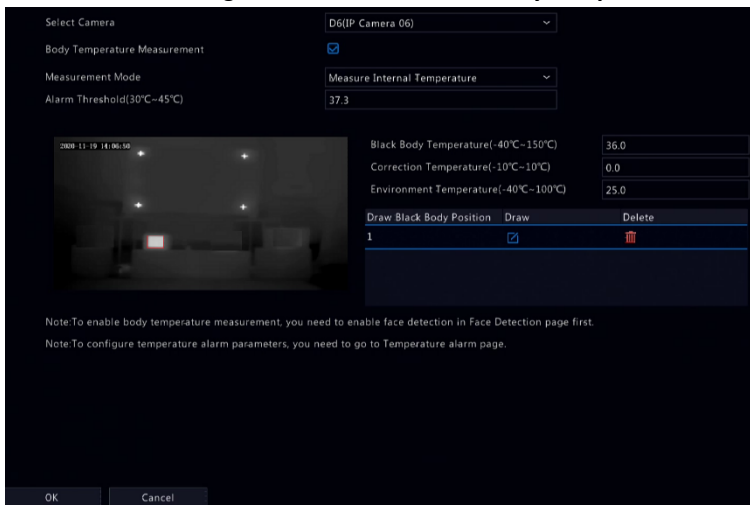 Select Camera D6(IP Camera 06)
Body Temperature Measurement
Measurement Mode Measure Internal Temperature
Alarm Threshold(30℃~45℃) 37.3
2020-11-19 14:06:50
Black Body Temperature(-40℃~150℃) 36.0
Correction Temperature(-10℃~10℃) 0.0
Environment Temperature(-40℃~100℃) 25.0
Draw Black Body Position Draw Delete
1
Note:To enable body temperature measurement, you need to enable face detection in Face Detection page first.
Note:To configure temperature alarm parameters, you need to go to Temperature alarm page.
OK Cancel